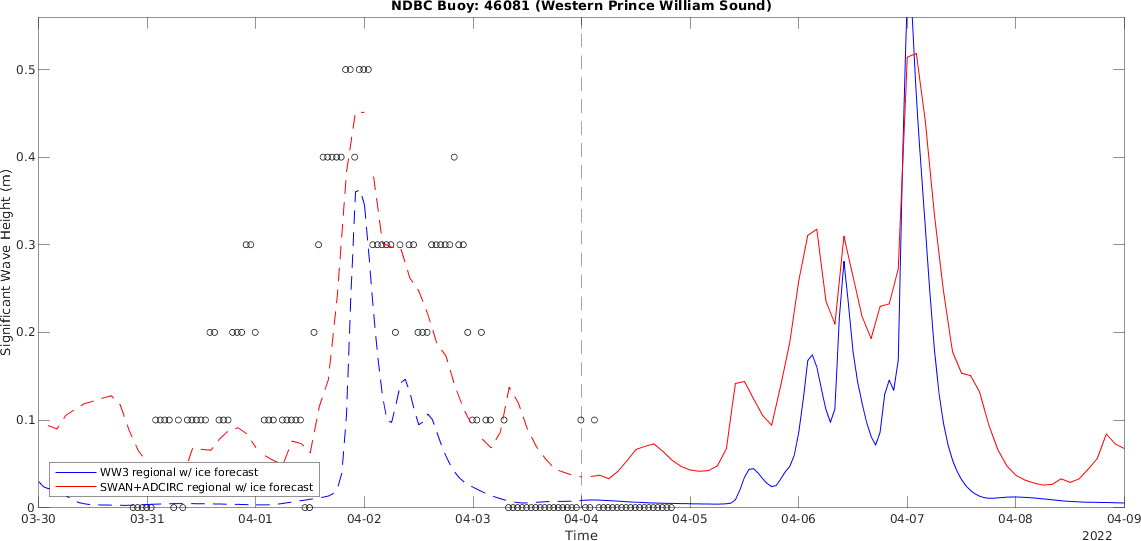 NDBC Buoy: 46081 (Western Prince William Sound)
Significant Wave Height (m)
0.5
0.4
0.3
0.2
0.1
0
WW3 regional w/ ice forecast
SWAN+ADCIRC regional w/ ice forecast
03-30 03-31 04-01 04-02 04-03 04-04 04-05 04-06 04-07 04-08 04-09
Time
2022